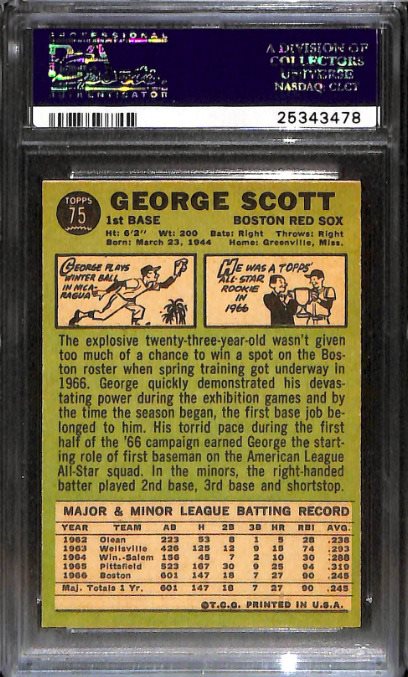 PROFESSIONAL
PSA
AUTHENTICATOR
A DIVISION OF
COLLECTORS
UNIVERSE
NASDAQ: CLCT
25343478
TOPPS
75
GEORGE SCOTT
1st BASE BOSTON RED SOX
Ht: 6'2" Wt: 200 Bats: Right Throws: Right
Born: March 23, 1944 Home: Greenville, Miss.
GEORGE PLAYS
WINTER BALL
IN NICA-
RAGUA
HE WAS A TOPPS'
ALL-STAR
ROOKIE
IN
1966
The explosive twenty-three-year-old wasn't given
too much of a chance to win a spot on the Bos-
ton roster when spring training got underway in
1966. George quickly demonstrated his devas-
tating power during the exhibition games and by
the time the season began, the first base job be-
longed to him. His torrid pace during the first
half of the '66 campaign earned George the start-
ing role of first baseman on the American League
All-Star squad. In the minors, the right-handed
batter played 2nd base, 3rd base and shortstop.
MAJOR & MINOR LEAGUE BATTING RECORD
YEAR TEAM AB H 2B 3B HR RBI AVG.
1962 Olean 223 53 8 1 5 28 .238
1963 Wellsville 426 125 12 9 15 74 .293
1964 Win.-Salem 156 45 7 2 10 30 .288
1965 Pittsfield 523 167 30 9 25 94 .319
1966 Boston 601 147 18 7 27 90 .245
Maj. Totals 1 Yr. 601 147 18 7 27 90 .245
©T.C.G. PRINTED IN U.S.A.